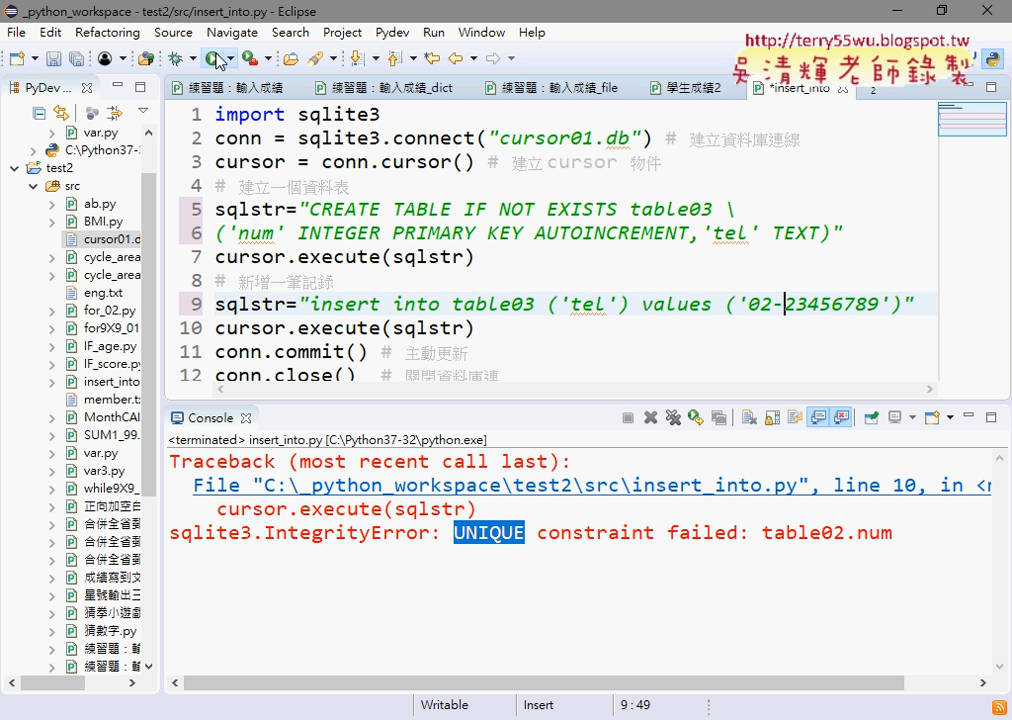 _python_workspace - test2/src/insert_into.py - Eclipse
File Edit Refactoring Source Navigate Search Project Pydev Run Window Help
http://terry55wu.blogspot.tw
吳清輝老師錄製
PyDev ...
練習題：輸入成績 練習題：輸入成績_dict 練習題：輸入成績_file 學生成績2 *insert_into 2
var.py
C:\Python37-
test2
src
ab.py
BMI.py
cursor01.d
cycle_area
cycle_area
eng.txt
for_02.py
for9X9_01
IF_age.py
IF_score.py
insert_into
member.t
MonthCAl
SUM1_99.
var.py
var3.py
while9X9_
正向加空白
合併全省到
合併全省到
合併全省到
成績寫到文
星號輸出三
猜拳小遊戲
猜數字.py
練習題：輸
練習題：輸
1 import sqlite3
2 conn = sqlite3.connect("cursor01.db") # 建立資料庫連線
3 cursor = conn.cursor() # 建立 cursor 物件
4 # 建立一個資料表
5 sqlstr="CREATE TABLE IF NOT EXISTS table03 \
6 ('num' INTEGER PRIMARY KEY AUTOINCREMENT,'tel' TEXT)"
7 cursor.execute(sqlstr)
8 # 新增一筆記錄
9 sqlstr="insert into table03 ('tel') values ('02-23456789')"
10 cursor.execute(sqlstr)
11 conn.commit() # 主動更新
12 conn.close() # 關閉資料庫連
Console
<terminated> insert_into.py [C:\Python37-32\python.exe]
Traceback (most recent call last):
File "C:\_python_workspace\test2\src\insert_into.py", line 10, in <r
cursor.execute(sqlstr)
sqlite3.IntegrityError: UNIQUE constraint failed: table02.num
Writable Insert 9 : 49